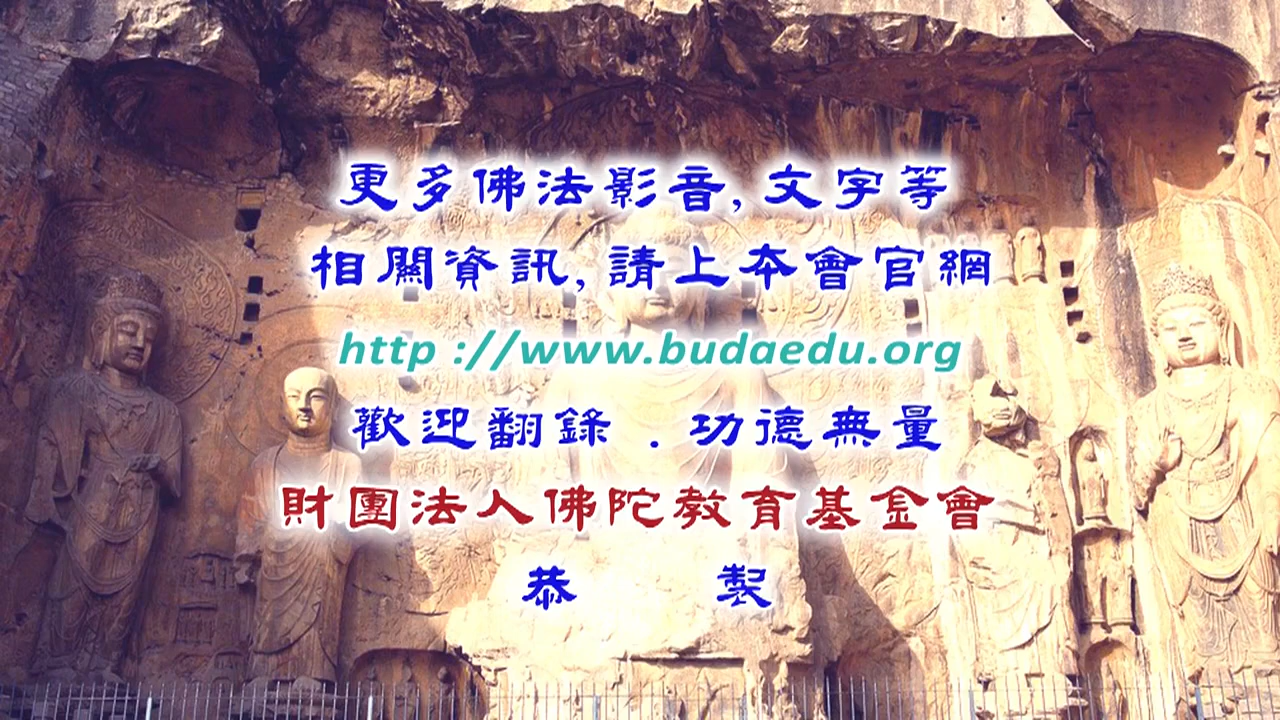 更多佛法影音,文字等
相關資訊,請上本會官網
http ://www.budaedu.org
歡迎翻錄 . 功德無量
財團法人佛陀教育基金會
恭 製